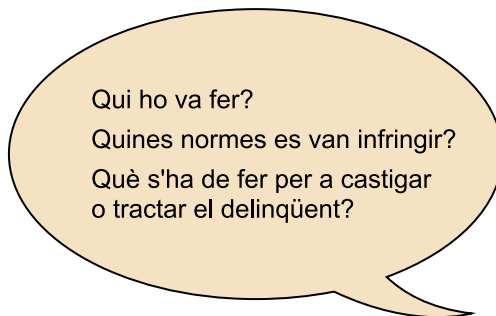 Qui ho va fer?
Quines normes es van infringir?
Què s'ha de fer per a castigar
o tractar el delinqüent?